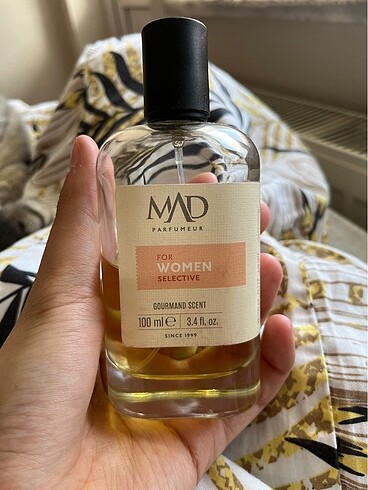 MAD
PARFUMEUR
FOR
WOMEN
SELECTIVE
GOURMAND SCENT
100 ml ℮ 3.4 fl. oz.
SINCE 1999